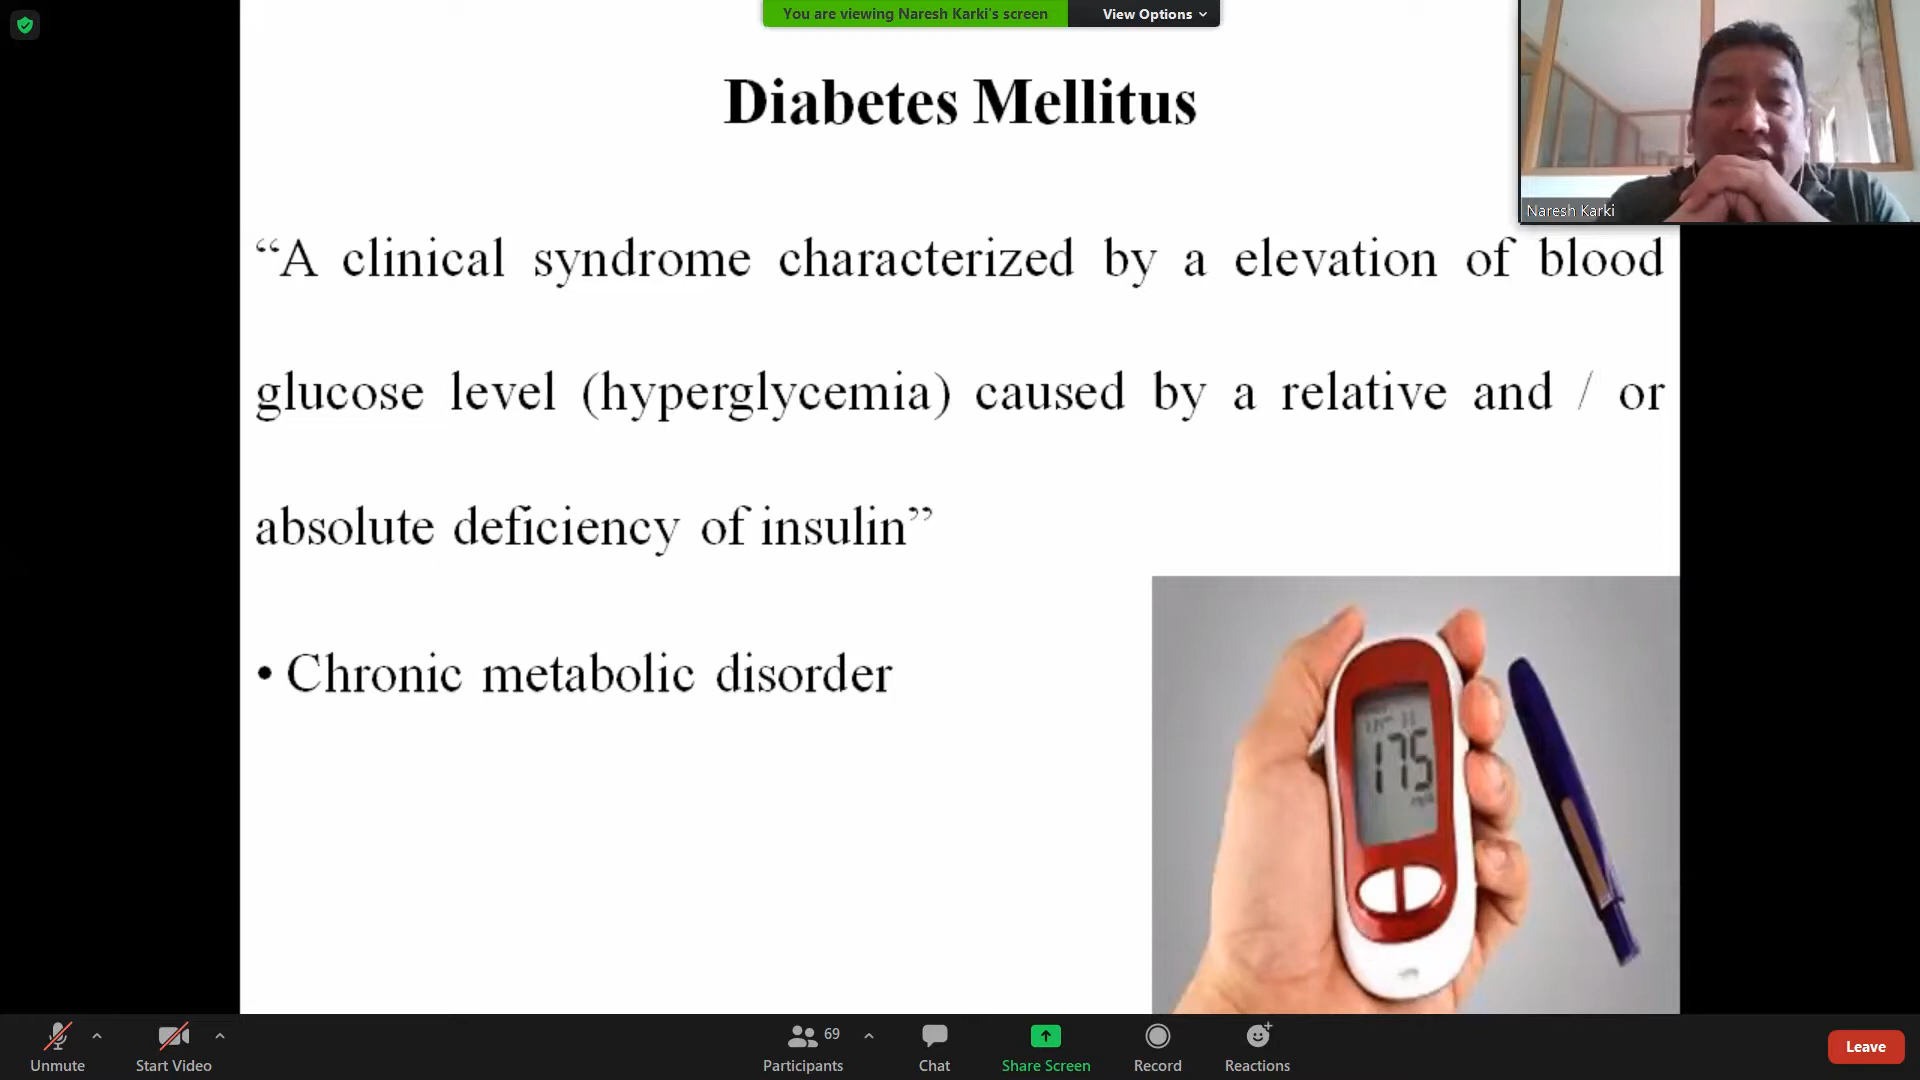 You are viewing Naresh Karki's screen
View Options
Diabetes Mellitus
Naresh Karki
“A clinical syndrome characterized by a elevation of blood
glucose level (hyperglycemia) caused by a relative and / or
absolute deficiency of insulin”
• Chronic metabolic disorder
175
Unmute
Start Video
69
Participants
Chat
Share Screen
Record
Reactions
Leave